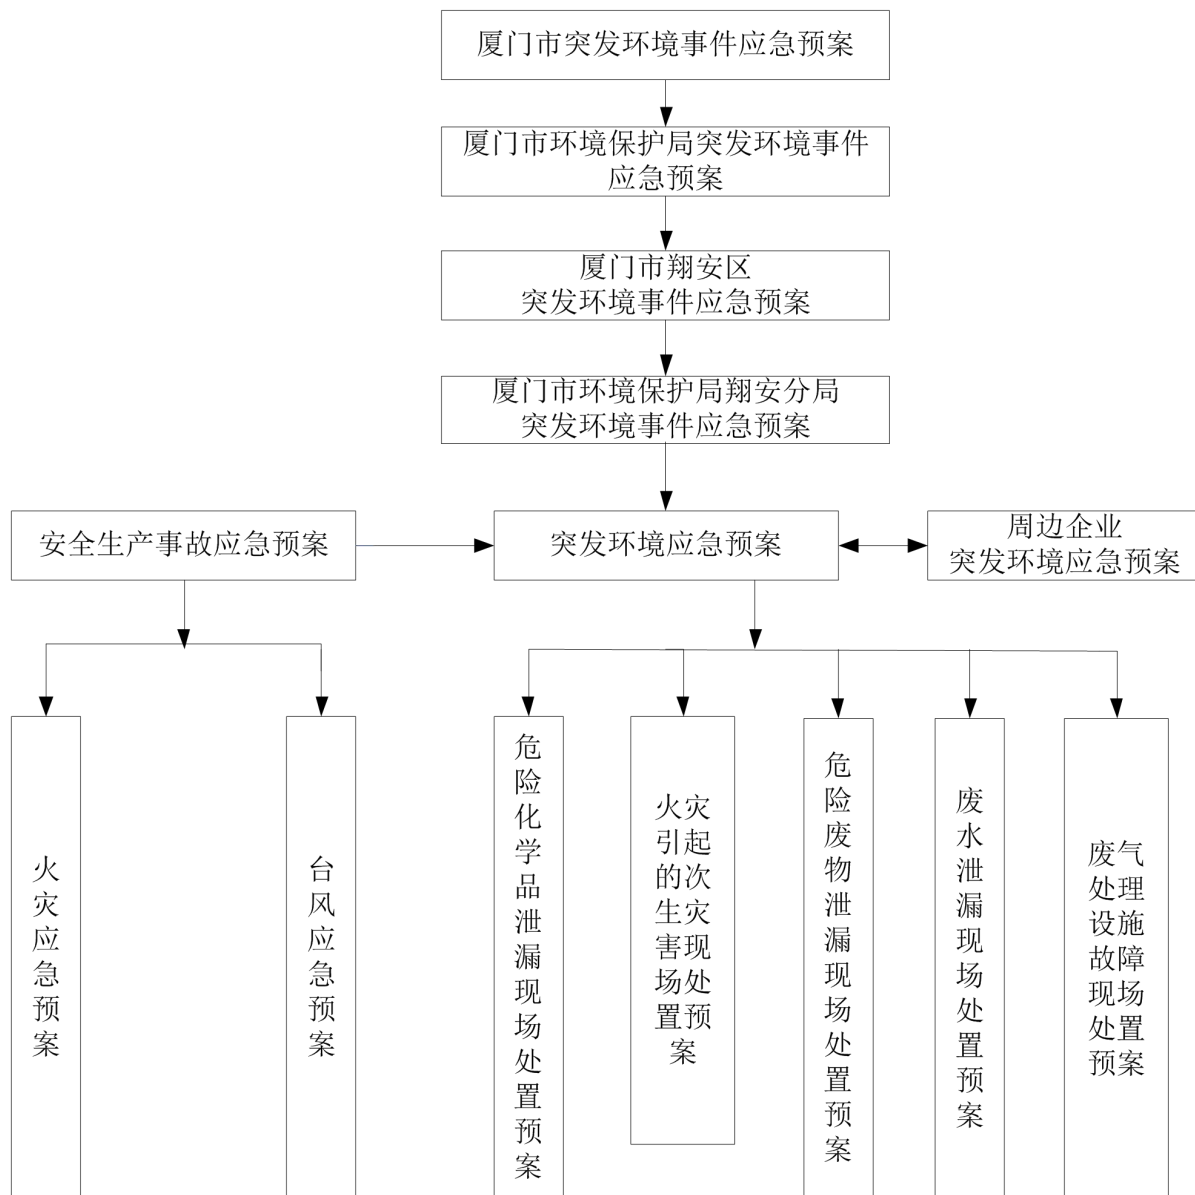 厦门市突发环境事件应急预案
厦门市环境保护局突发环境事件
应急预案
厦门市翔安区
突发环境事件应急预案
厦门市环境保护局翔安分局
突发环境事件应急预案
安全生产事故应急预案
突发环境应急预案
周边企业
突发环境应急预案
火灾应急预案
台风应急预案
危险化学品泄漏现场处置预案
火灾
引起
的次
生灾
害现
场处
置预
案
危险废物泄漏现场处置预案
废水泄漏现场处置预案
废气
处理
设施
故障
现场
处置
预案